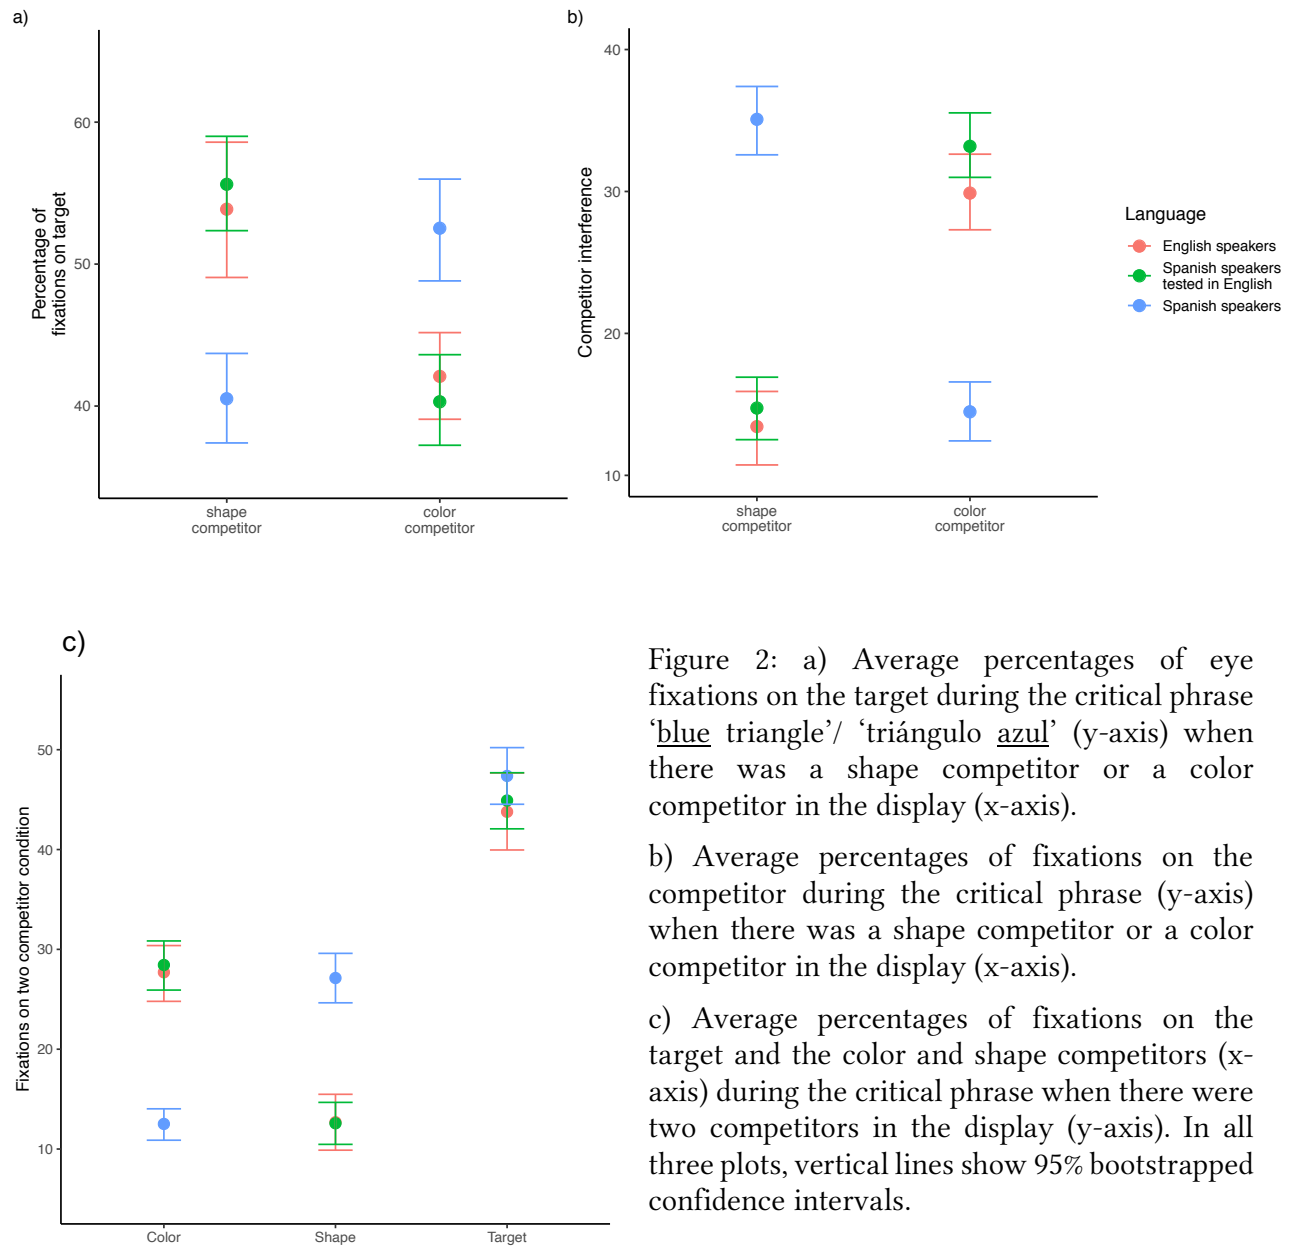 a)
60
50
40
Percentage of
fixations on target
shape
competitor
color
competitor
b)
40
30
20
10
Competitor interference
shape
competitor
color
competitor
Language
English speakers
Spanish speakers
tested in English
Spanish speakers
c)
50
40
30
20
10
Fixations on two competitor condition
Color
Shape
Target
Figure 2: a) Average percentages of eye
fixations on the target during the critical phrase
‘blue triangle’/ ‘triángulo azul’ (y-axis) when
there was a shape competitor or a color
competitor in the display (x-axis).
b) Average percentages of fixations on the
competitor during the critical phrase (y-axis)
when there was a shape competitor or a color
competitor in the display (x-axis).
c) Average percentages of fixations on the
target and the color and shape competitors (x-
axis) during the critical phrase when there were
two competitors in the display (y-axis). In all
three plots, vertical lines show 95% bootstrapped
confidence intervals.